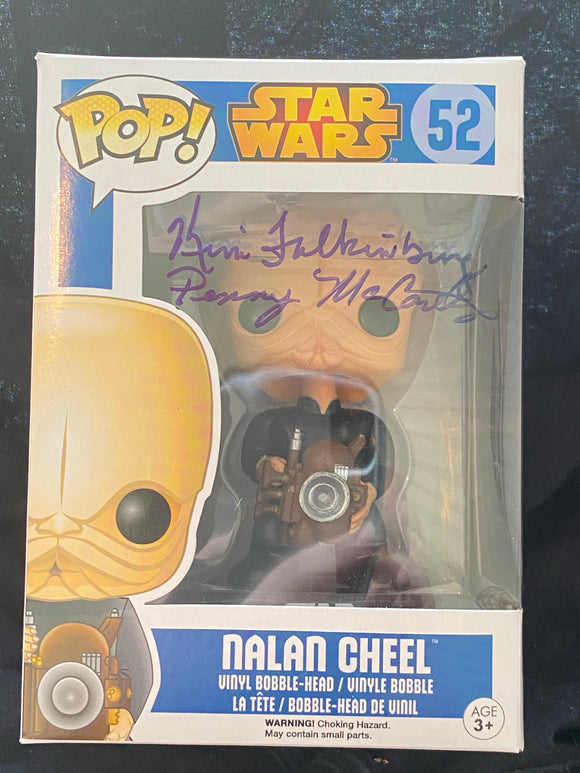 POP!
STAR WARS™
52
Kim Falkinburg
Penny McCarthy
NALAN CHEEL™
VINYL BOBBLE-HEAD / VINYLE BOBBLE
LA TÊTE / BOBBLE-HEAD DE VINIL
WARNING! Choking Hazard.
May contain small parts.
AGE
3+